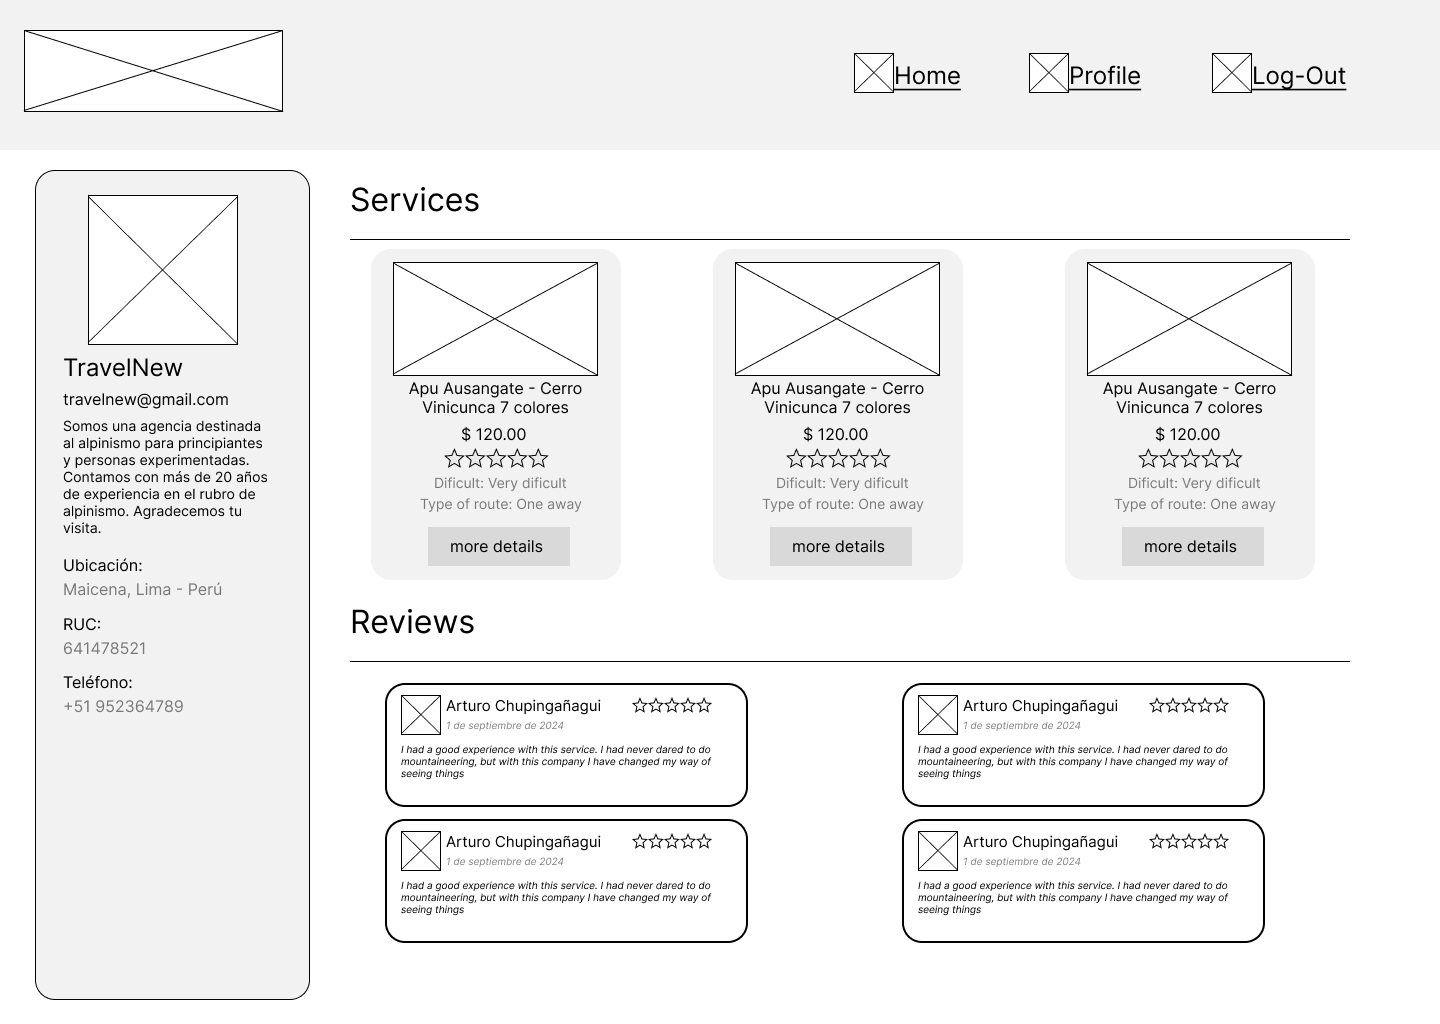 Home
Profile
Log-Out
TravelNew
travelnew@gmail.com
Somos una agencia destinada
al alpinismo para principiantes
y personas experimentadas.
Contamos con más de 20 años
de experiencia en el rubro de
alpinismo. Agradecemos tu
visita.
Ubicación:
Maicena, Lima - Perú
RUC:
641478521
Teléfono:
+51 952364789
Services
Apu Ausangate - Cerro
Vinicunca 7 colores
$ 120.00
Dificult: Very dificult
Type of route: One away
more details
Apu Ausangate - Cerro
Vinicunca 7 colores
$ 120.00
Dificult: Very dificult
Type of route: One away
more details
Apu Ausangate - Cerro
Vinicunca 7 colores
$ 120.00
Dificult: Very dificult
Type of route: One away
more details
Reviews
Arturo Chupingañagui
1 de septiembre de 2024
I had a good experience with this service. I had never dared to do
mountaineering, but with this company I have changed my way of
seeing things
Arturo Chupingañagui
1 de septiembre de 2024
I had a good experience with this service. I had never dared to do
mountaineering, but with this company I have changed my way of
seeing things
Arturo Chupingañagui
1 de septiembre de 2024
I had a good experience with this service. I had never dared to do
mountaineering, but with this company I have changed my way of
seeing things
Arturo Chupingañagui
1 de septiembre de 2024
I had a good experience with this service. I had never dared to do
mountaineering, but with this company I have changed my way of
seeing things